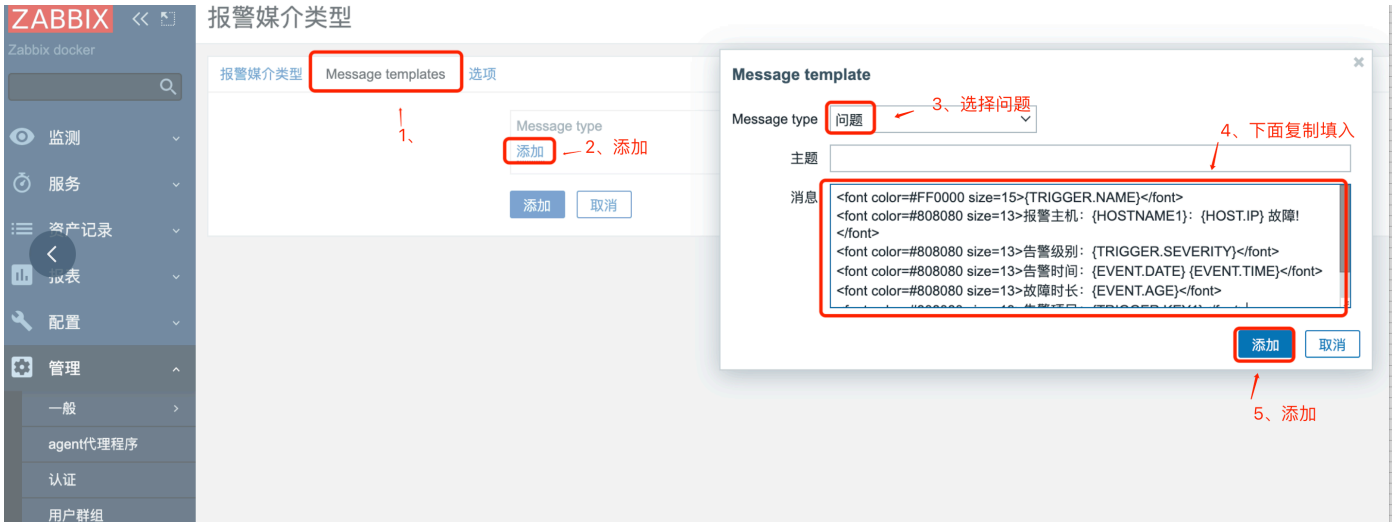 ZABBIX
Zabbix docker
监测
服务
资产记录
报表
配置
管理
一般
agent代理程序
认证
用户群组
报警媒介类型
报警媒介类型 Message templates 选项
1、
Message type
添加
2、添加
添加 取消
Message template
Message type 问题
3、选择问题
4、下面复制填入
主题
消息
<font color=#FF0000 size=15>{TRIGGER.NAME}</font>
<font color=#808080 size=13>报警主机：{HOSTNAME1}：{HOST.IP} 故障!
</font>
<font color=#808080 size=13>告警级别：{TRIGGER.SEVERITY}</font>
<font color=#808080 size=13>告警时间：{EVENT.DATE} {EVENT.TIME}</font>
<font color=#808080 size=13>故障时长：{EVENT.AGE}</font>
添加 取消
5、添加